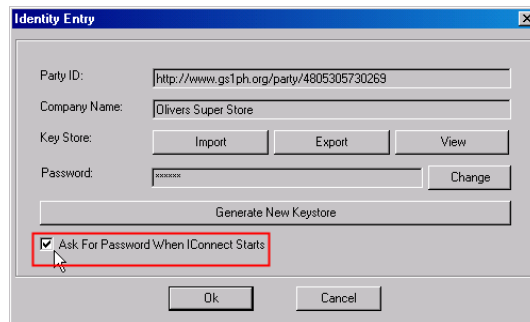 Identity Entry
Party ID: http://www.gs1ph.org/party/4805305730269
Company Name: Olivers Super Store
Key Store: Import Export View
Password: xxxxxx Change
Generate New Keystore
Ask For Password When IConnect Starts
Ok Cancel